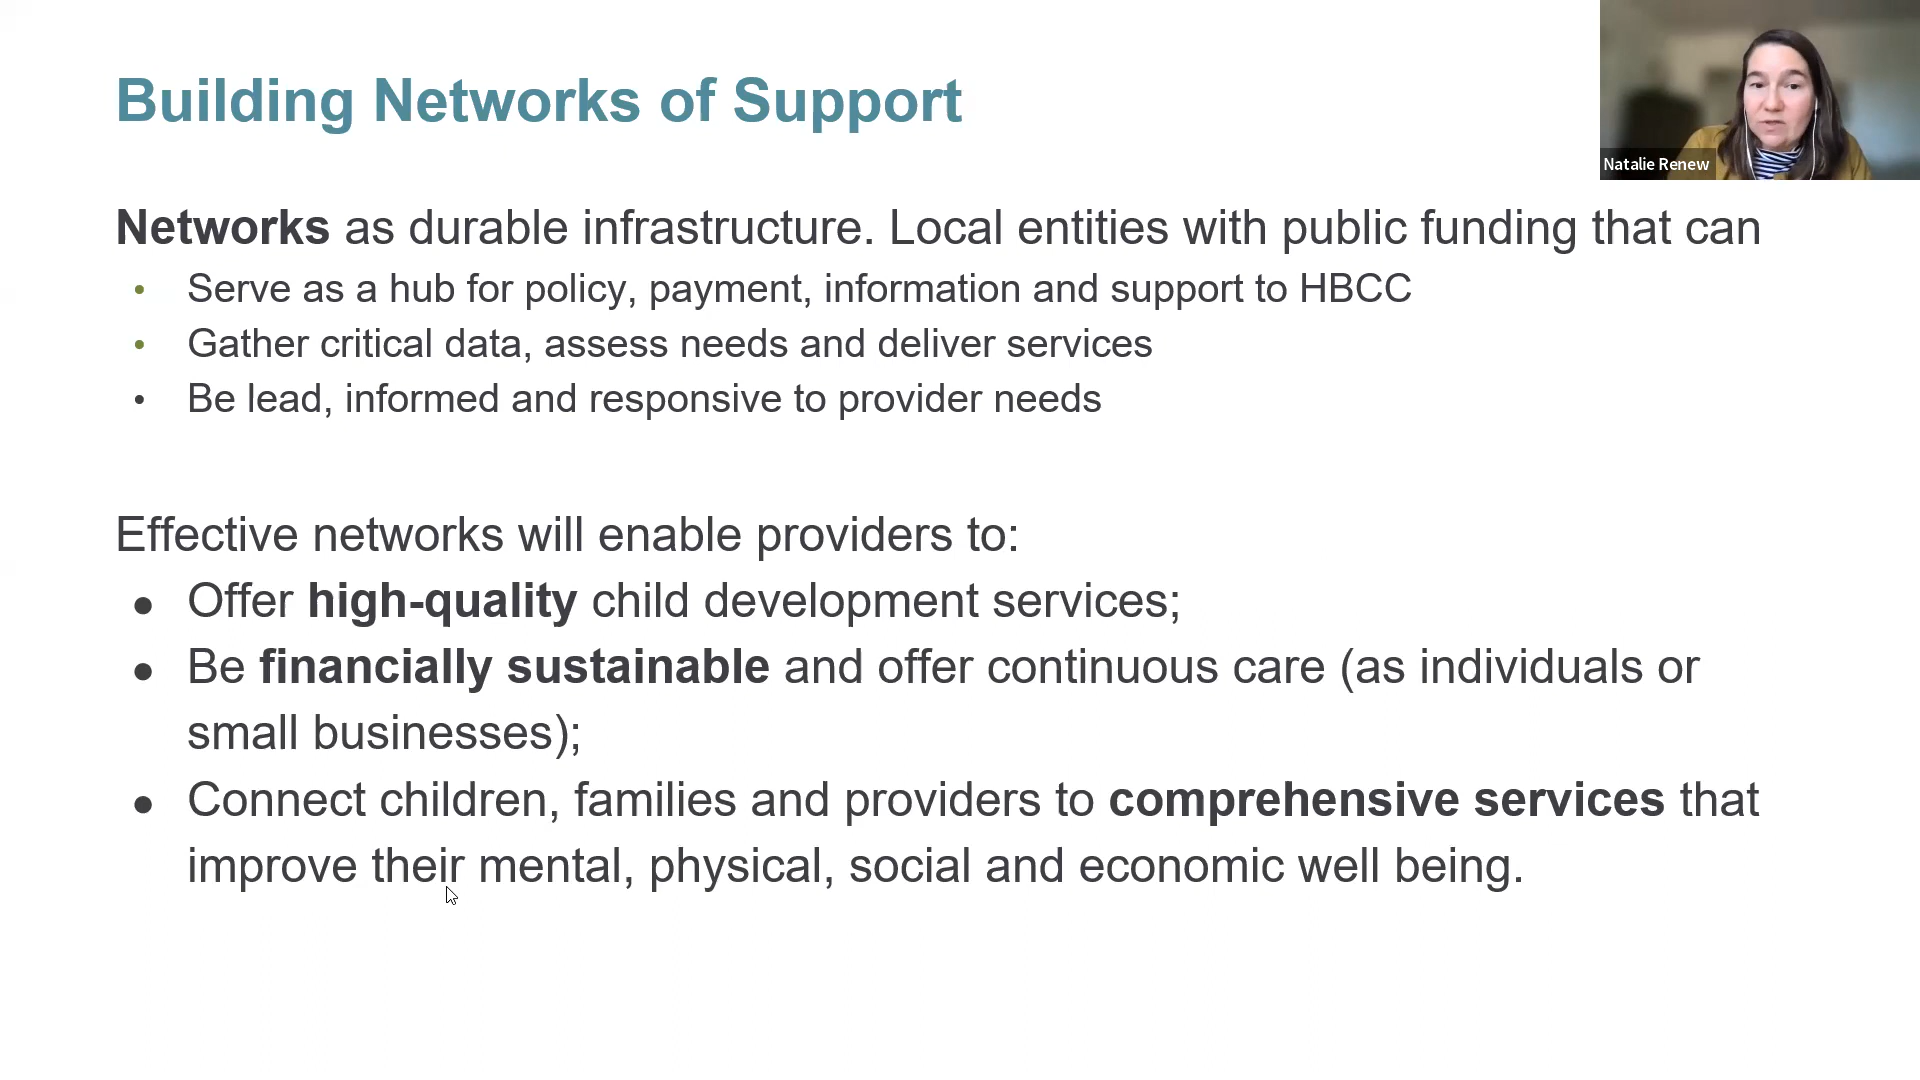 Building Networks of Support
Natalie Renew
Networks as durable infrastructure. Local entities with public funding that can
• Serve as a hub for policy, payment, information and support to HBCC
• Gather critical data, assess needs and deliver services
• Be lead, informed and responsive to provider needs
Effective networks will enable providers to:
● Offer high-quality child development services;
● Be financially sustainable and offer continuous care (as individuals or
small businesses);
● Connect children, families and providers to comprehensive services that
improve their mental, physical, social and economic well being.